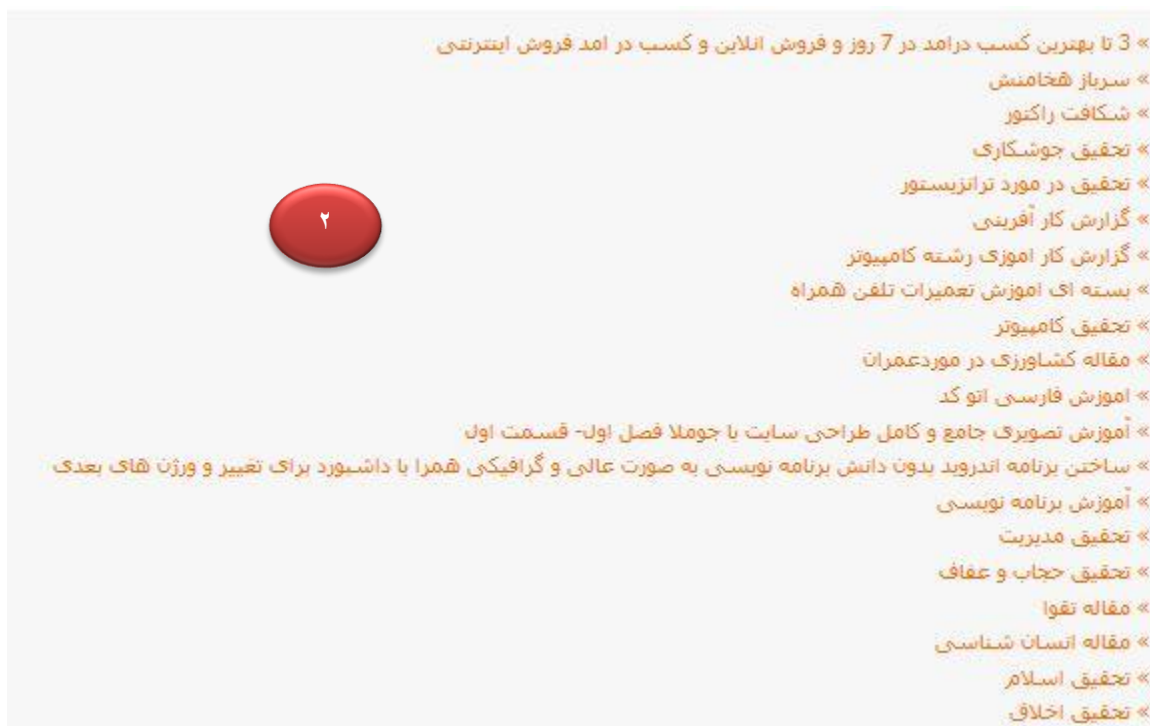 » 3 تا بهترین کسب درامد در 7 روز و فروش انلاین و کسب در امد فروش اینترنتی
» سرباز هخامنش
» شکافت راکتور
» تحقیق جوشکاری
» تحقیق در مورد ترانزیستور
» گزارش کار آفرینی
» گزارش کار اموزی رشته کامپیوتر
» بسته ای اموزش تعمیرات تلفن همراه
» تحقیق کامپیوتر
» مقاله کشاورزی در موردعمران
» اموزش فارسی اتو کد
» آموزش تصویری جامع و کامل طراحی سایت با جوملا فصل اول- قسمت اول
» ساختن برنامه اندروید بدون دانش برنامه نویسی به صورت عالی و گرافیکی همرا با داشبورد برای تغییر و ورژن های بعدی
» آموزش برنامه نویسی
» تحقیق مدیریت
» تحقیق حجاب و عفاف
» مقاله تقوا
» مقاله انسان شناسی
» تحقیق اسلام
» تحقیق اخلاق
۲